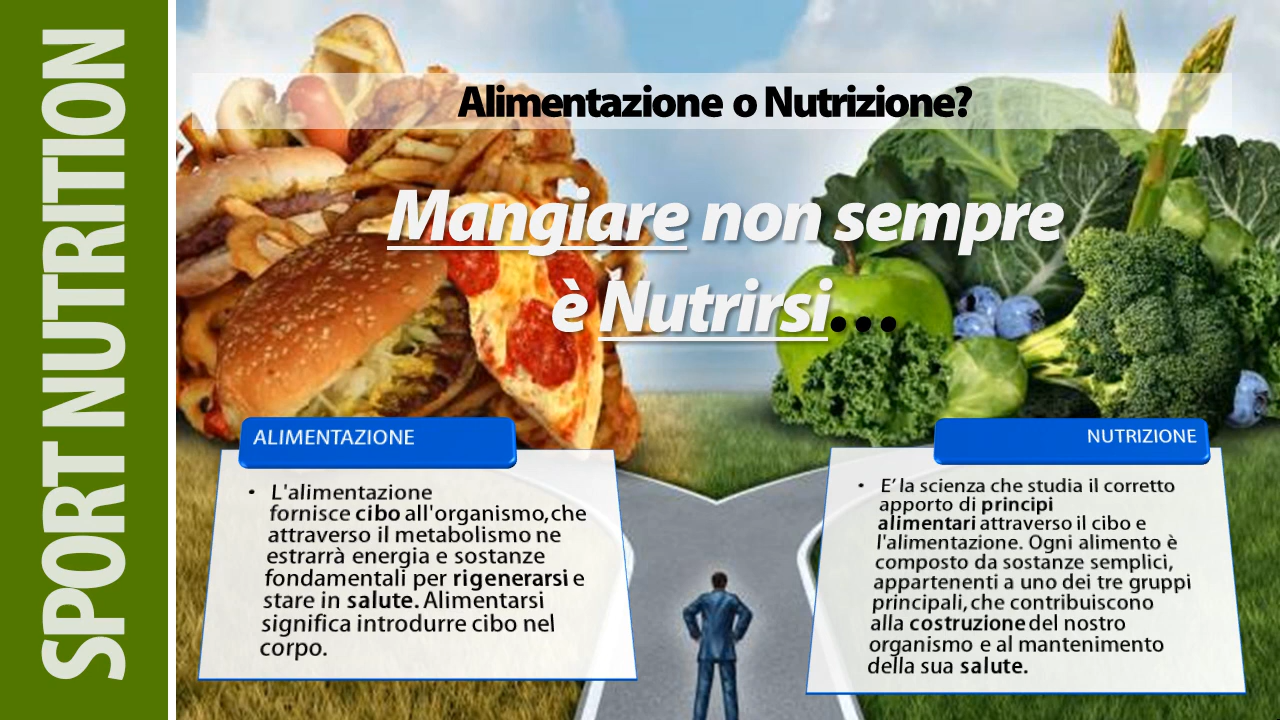 SPORT NUTRITION
Alimentazione o Nutrizione?
Mangiare non sempre
è Nutrirsi…
ALIMENTAZIONE
• L'alimentazione
fornisce cibo all'organismo, che
attraverso il metabolismo ne
estrarrà energia e sostanze
fondamentali per rigenerarsi e
stare in salute. Alimentarsi
significa introdurre cibo nel
corpo.
NUTRIZIONE
• E' la scienza che studia il corretto
apporto di principi
alimentari attraverso il cibo e
l'alimentazione. Ogni alimento è
composto da sostanze semplici,
appartenenti a uno dei tre gruppi
principali, che contribuiscono
alla costruzione del nostro
organismo e al mantenimento
della sua salute.